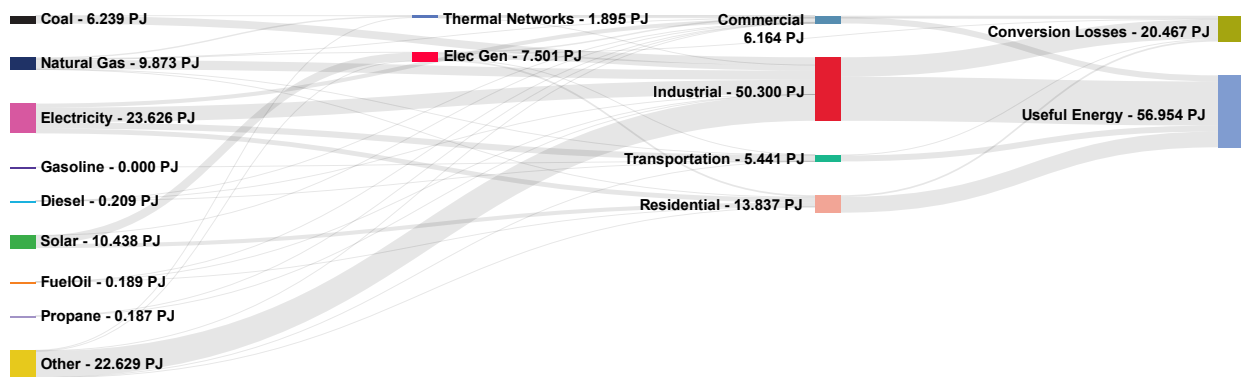 Coal - 6.239 PJ
Natural Gas - 9.873 PJ
Electricity - 23.626 PJ
Gasoline - 0.000 PJ
Diesel - 0.209 PJ
Solar - 10.438 PJ
FuelOil - 0.189 PJ
Propane - 0.187 PJ
Other - 22.629 PJ
Thermal Networks - 1.895 PJ
Elec Gen - 7.501 PJ
Commercial
6.164 PJ
Industrial - 50.300 PJ
Transportation - 5.441 PJ
Residential - 13.837 PJ
Conversion Losses - 20.467 PJ
Useful Energy - 56.954 PJ